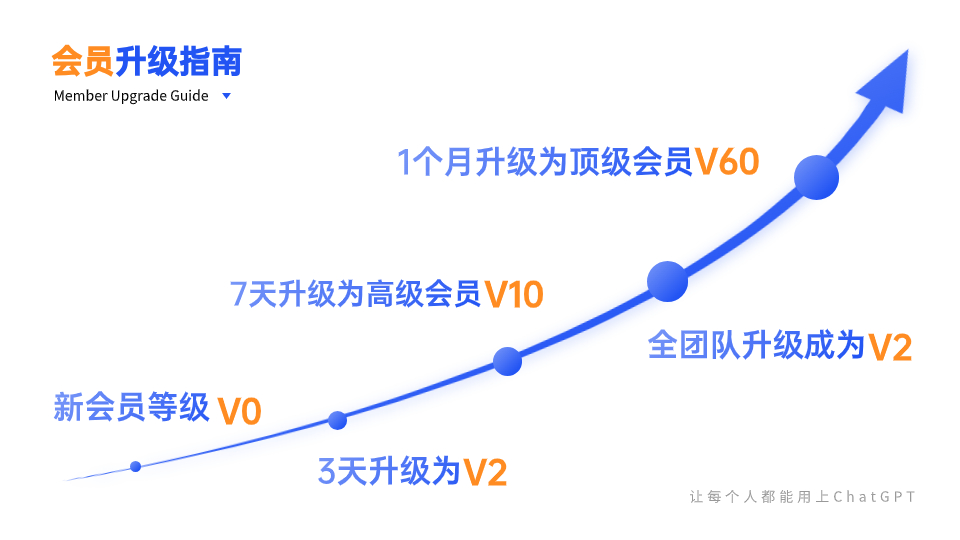 会员升级指南
Member Upgrade Guide
1个月升级为顶级会员V60
7天升级为高级会员V10
全团队升级成为V2
新会员等级 V0
3天升级为V2
让每个人都能用上ChatGPT